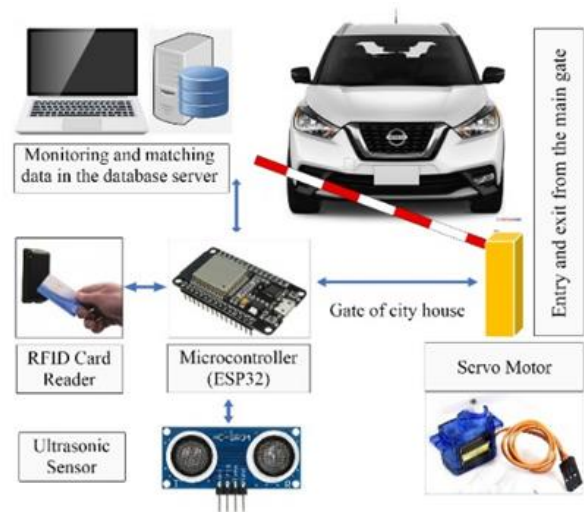 Monitoring and matching
data in the database server
Entry and exit from the main gate
Gate of city house
RFID Card
Reader
Microcontroller
(ESP32)
Servo Motor
Ultrasonic
Sensor